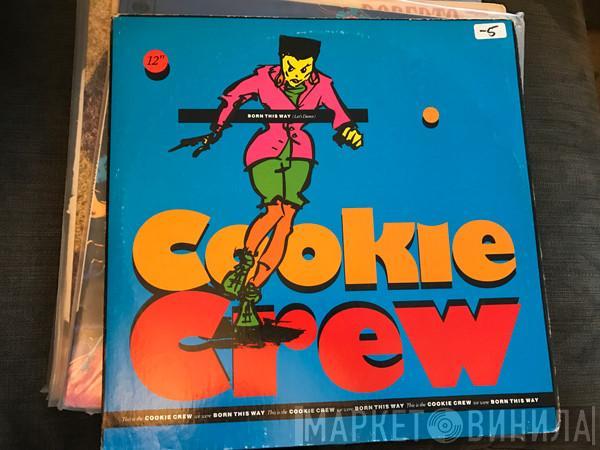 ROBERTO
-5
12"
BORN THIS WAY (Let's Dance)
Cookie
Crew
This is the COOKIE CREW we were BORN THIS WAY This is the COOKIE CREW we were BORN THIS WAY This is the COOKIE CREW we were BORN THIS WAY
МАРКЕТ ВИНИЛА